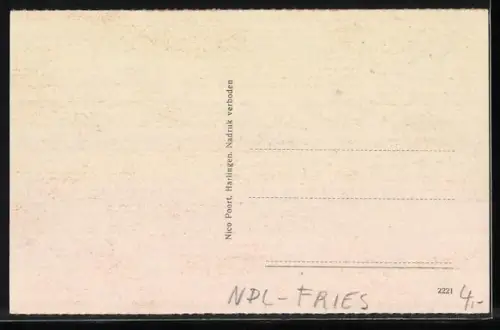 Nico Poort, Harlingen. Nadruk verboden
2221
NDL-FRIES
4,-